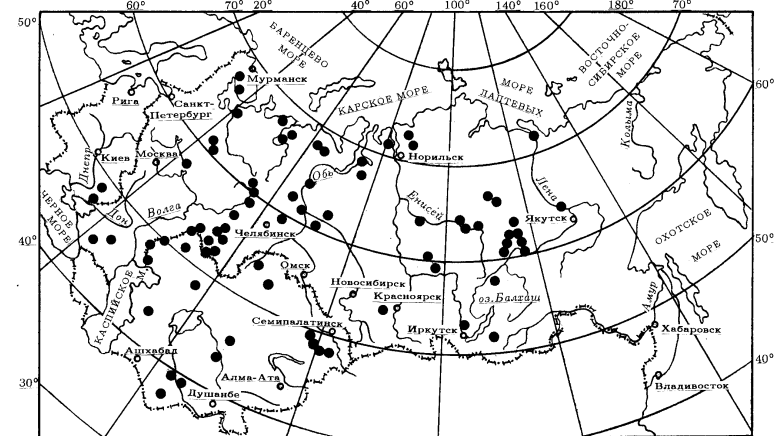 50°
60°
70°
20°
40°
60°
100°
140°
160°
180°
70°
БАРЕНЦЕВО
МОРЕ
ВОСТОЧНО-
СИБИРСКОЕ
МОРЕ
Мурманск
КАРСКОЕ МОРЕ
МОРЕ
ЛАПТЕВЫХ
60°
Рига
Санкт-
Петербург
Колыма
Днепр
Киев
Москва
Норильск
Обь
Лена
Енисей
Дон
Волга
Якутск
ЧЕРНОЕ
МОРЕ
Челябинск
ОХОТСКОЕ
МОРЕ
50°
40°
Омск
КАСПИЙСКОЕ
М.
Новосибирск
Красноярск
оз.Балташ
Амур
Семипалатинск
Иркутск
Хабаровск
Ашхабад
40°
30°
Алма-Ата
Душанбе
Владивосток